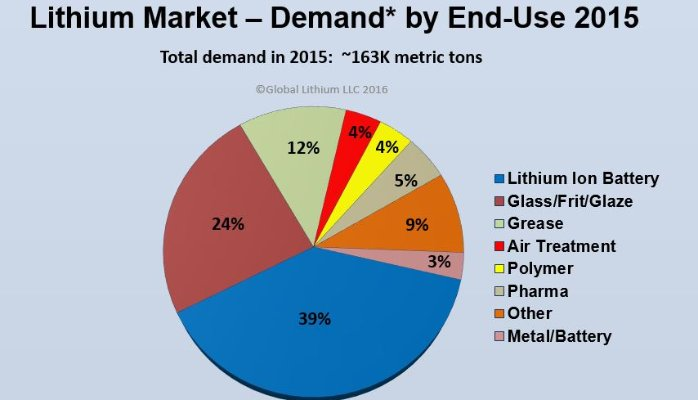 Lithium Market – Demand* by End-Use 2015
Total demand in 2015: ~163K metric tons
©Global Lithium LLC 2016
12%
4%
4%
5%
9%
3%
39%
24%
Lithium Ion Battery
Glass/Frit/Glaze
Grease
Air Treatment
Polymer
Pharma
Other
Metal/Battery